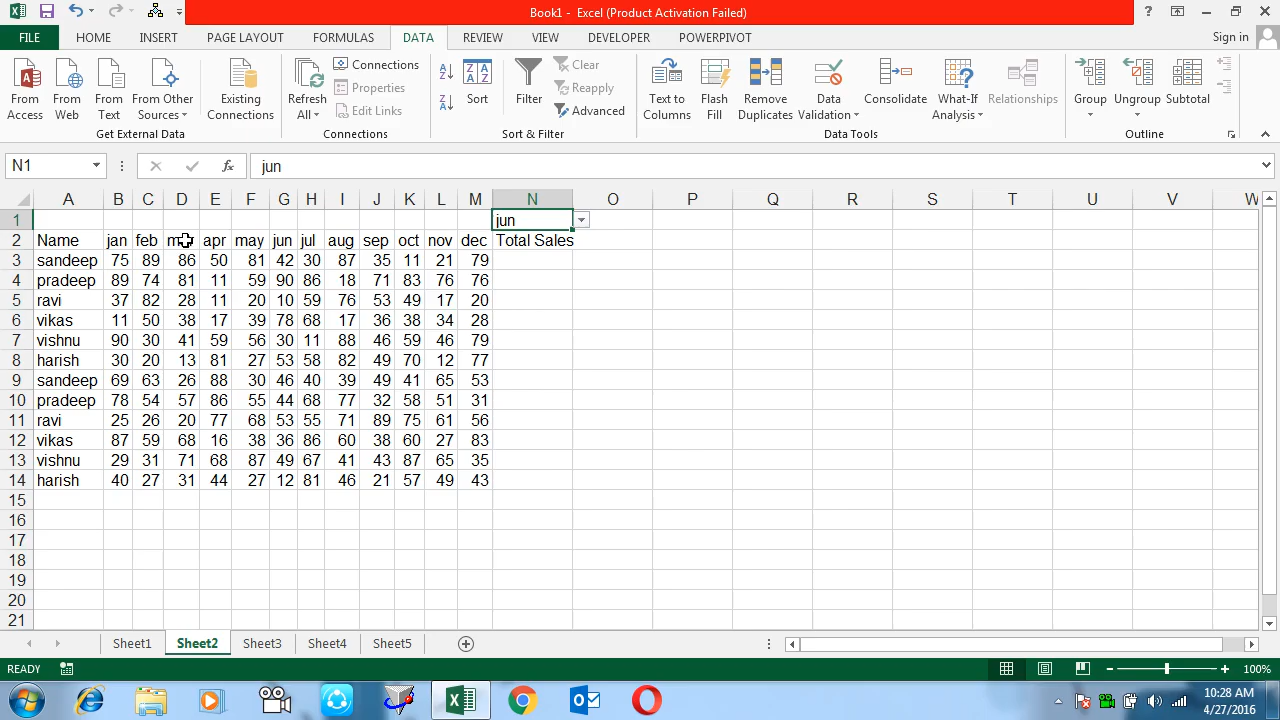 Book1 - Excel (Product Activation Failed)
FILE HOME INSERT PAGE LAYOUT FORMULAS DATA REVIEW VIEW DEVELOPER POWERPIVOT Sign in
From Access
From Web
From Text
From Other Sources
Existing Connections
Refresh All
Connections
Properties
Edit Links
Sort
Filter
Clear
Reapply
Advanced
Text to Columns
Flash Fill
Remove Duplicates
Data Validation
Consolidate
What-If Analysis
Relationships
Group
Ungroup
Subtotal
Get External Data Connections Sort & Filter Data Tools Outline
N1 fx jun
A B C D E F G H I J K L M N O P Q R S T U V W
1 jun
2 Name jan feb apr may jun jul aug sep oct nov dec Total Sales
3 sandeep 75 89 86 50 81 42 30 87 35 11 21 79
4 pradeep 89 74 81 11 59 90 86 18 71 83 76 76
5 ravi 37 82 28 11 20 10 59 76 53 49 17 20
6 vikas 11 50 38 17 39 78 68 17 36 38 34 28
7 vishnu 90 30 41 59 56 30 11 88 46 59 46 79
8 harish 30 20 13 81 27 53 58 82 49 70 12 77
9 sandeep 69 63 26 88 30 46 40 39 49 41 65 53
10 pradeep 78 54 57 86 55 44 68 77 32 58 51 31
11 ravi 25 26 20 77 68 53 55 71 89 75 61 56
12 vikas 87 59 68 16 38 36 86 60 38 60 27 83
13 vishnu 29 31 71 68 87 49 67 41 43 87 65 35
14 harish 40 27 31 44 27 12 81 46 21 57 49 43
15
16
17
18
19
20
21
Sheet1 Sheet2 Sheet3 Sheet4 Sheet5
READY 100%
10:28 AM
4/27/2016